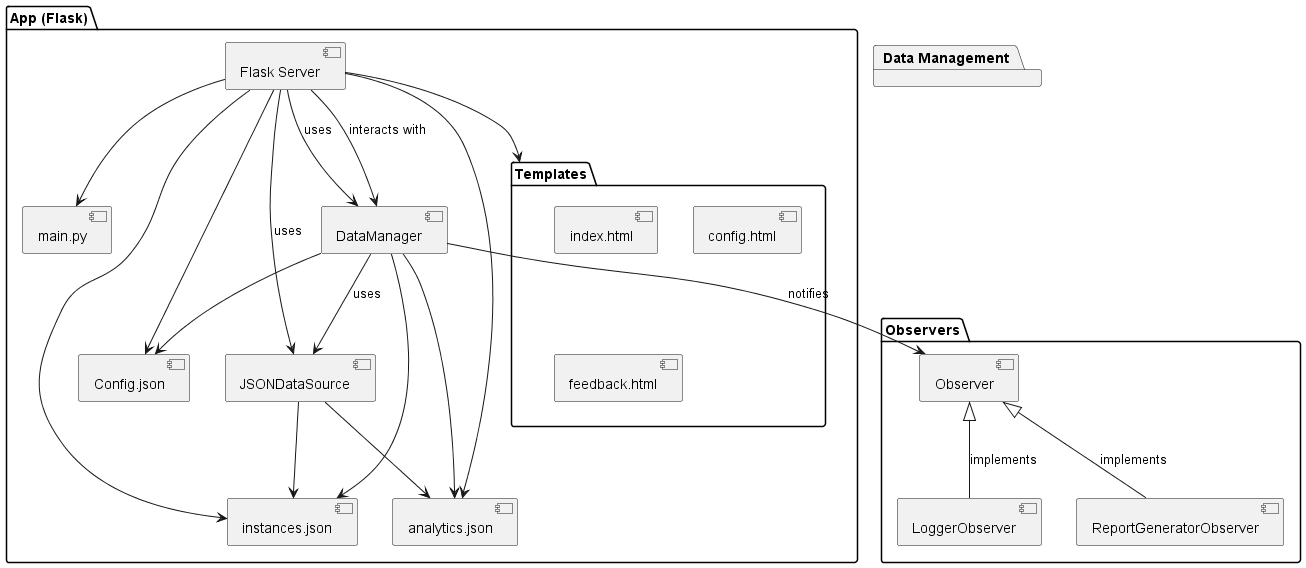 App (Flask)
Flask Server
Data Management
uses
interacts with
Templates
main.py
uses
DataManager
index.html
config.html
uses
notifies
Observers
Config.json
JSONDataSource
feedback.html
Observer
implements
implements
instances.json
analytics.json
LoggerObserver
ReportGeneratorObserver